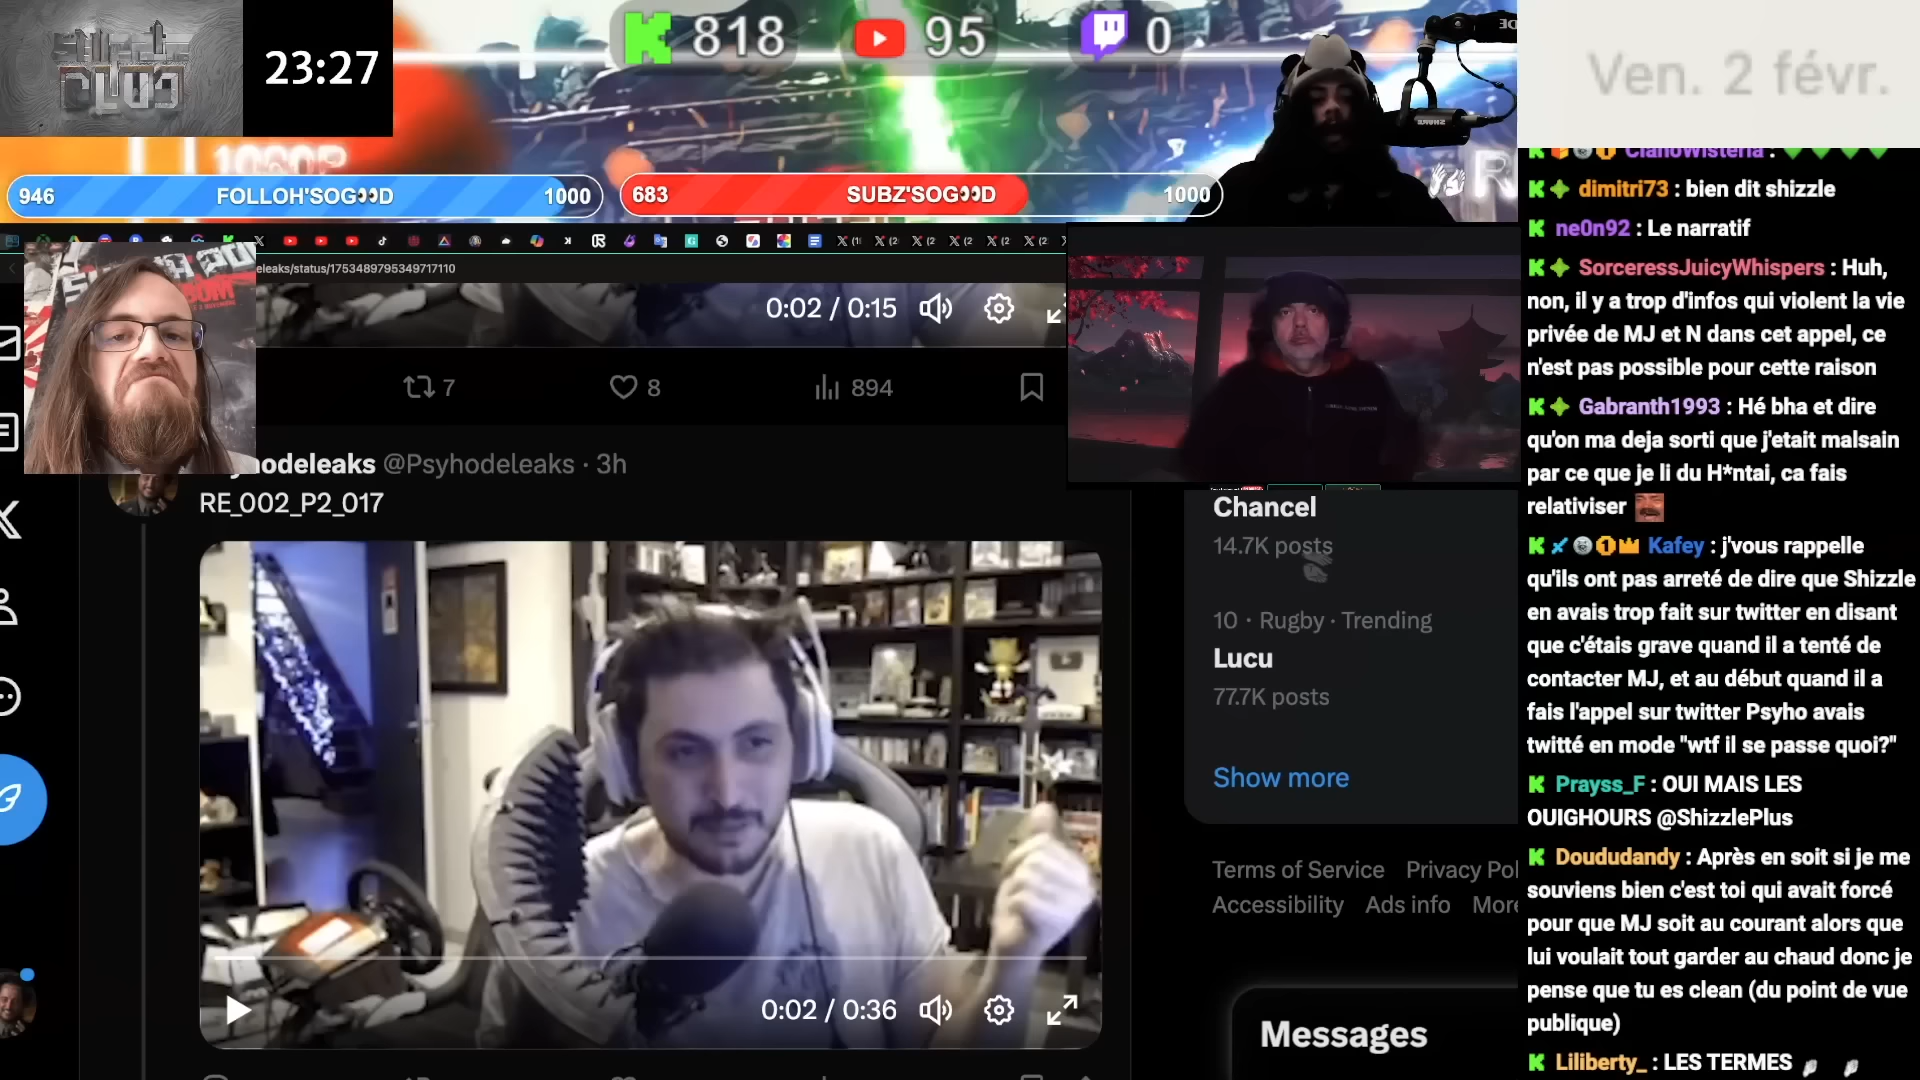 CLUB
23:27
818
95
0
Ven. 2 févr.
946
FOLLOH'SOG👀D
1000
683
SUBZ'SOG👀D
1000
eleaks/status/1753489795349717110
0:02 / 0:15
7
8
894
hodeleaks @Psyhodeleaks · 3h
RE_002_P2_017
0:02 / 0:36
Chancel
14.7K posts
10 · Rugby · Trending
Lucu
77.7K posts
Show more
Terms of Service Privacy Pol
Accessibility Ads info More
Messages
ClanoWisteria :
dimitri73 : bien dit shizzle
ne0n92 : Le narratif
SorceressJuicyWhispers : Huh,
non, il y a trop d'infos qui violent la vie
privée de MJ et N dans cet appel, ce
n'est pas possible pour cette raison
Gabranth1993 : Hé bha et dire
qu'on ma deja sorti que j'etait malsain
par ce que je li du H*ntai, ca fais
relativiser
Kafey : j'vous rappelle
qu'ils ont pas arreté de dire que Shizzle
en avais trop fait sur twitter en disant
que c'étais grave quand il a tenté de
contacter MJ, et au début quand il a
fais l'appel sur twitter Psyho avais
twitté en mode "wtf il se passe quoi?"
Prayss_F : OUI MAIS LES
OUIGHOURS @ShizzlePlus
Doududandy : Après en soit si je me
souviens bien c'est toi qui avait forcé
pour que MJ soit au courant alors que
lui voulait tout garder au chaud donc je
pense que tu es clean (du point de vue
publique)
Liliberty_ : LES TERMES